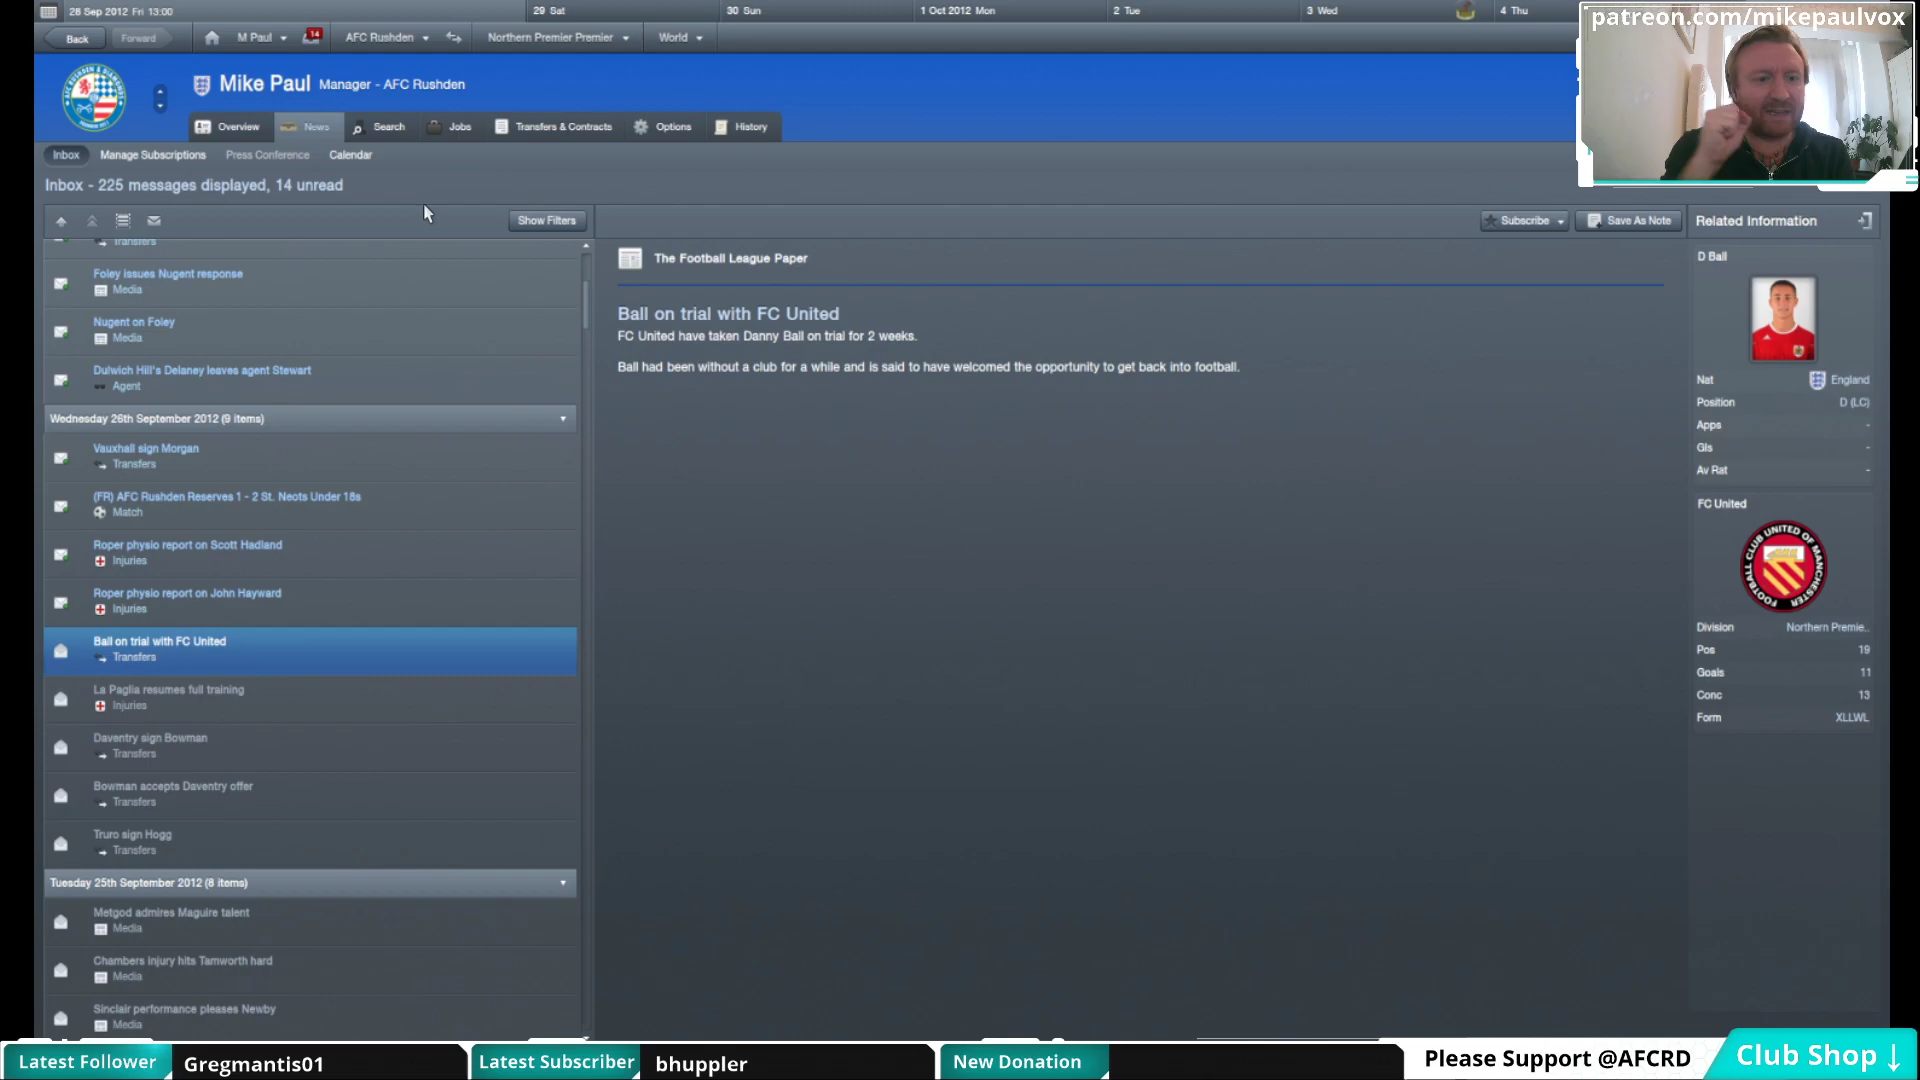 28 Sep 2012 Fri 13:00
29 Sat
30 Sun
1 Oct 2012 Mon
2 Tue
3 Wed
4 Thu
patreon.com/mikepaulvox
Back
Forward
M Paul
14
AFC Rushden
Northern Premier Premier
World
Mike Paul Manager - AFC Rushden
Overview
News
Search
Jobs
Transfers & Contracts
Options
History
Inbox
Manage Subscriptions
Press Conference
Calendar
Inbox - 225 messages displayed, 14 unread
Show Filters
Subscribe
Save As Note
Related Information
Transfers
Foley issues Nugent response
Media
Nugent on Foley
Media
Dulwich Hill's Delaney leaves agent Stewart
Agent
Wednesday 26th September 2012 (9 items)
Vauxhall sign Morgan
Transfers
(FR) AFC Rushden Reserves 1 - 2 St. Neots Under 18s
Match
Roper physio report on Scott Hadland
Injuries
Roper physio report on John Hayward
Injuries
Ball on trial with FC United
Transfers
La Paglia resumes full training
Injuries
Daventry sign Bowman
Transfers
Bowman accepts Daventry offer
Transfers
Truro sign Hogg
Transfers
Tuesday 25th September 2012 (8 items)
Metgod admires Maguire talent
Media
Chambers injury hits Tamworth hard
Media
Sinclair performance pleases Newby
Media
The Football League Paper
Ball on trial with FC United
FC United have taken Danny Ball on trial for 2 weeks.
Ball had been without a club for a while and is said to have welcomed the opportunity to get back into football.
D Ball
Nat England
Position D (LC)
Apps -
Gls -
Av Rat -
FC United
CLUB UNITED OF MANCHESTER
FOOTBALL
Division Northern Premie..
Pos 19
Goals 11
Conc 13
Form XLLWL
Latest Follower
Gregmantis01
Latest Subscriber
bhuppler
New Donation
Please Support @AFCRD
Club Shop ↓